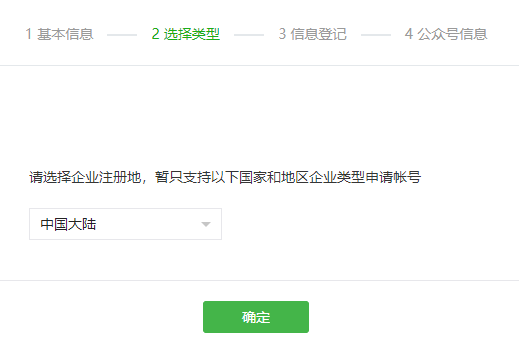 1 基本信息 2 选择类型 3 信息登记 4 公众号信息
请选择企业注册地，暂只支持以下国家和地区企业类型申请帐号
中国大陆
确定